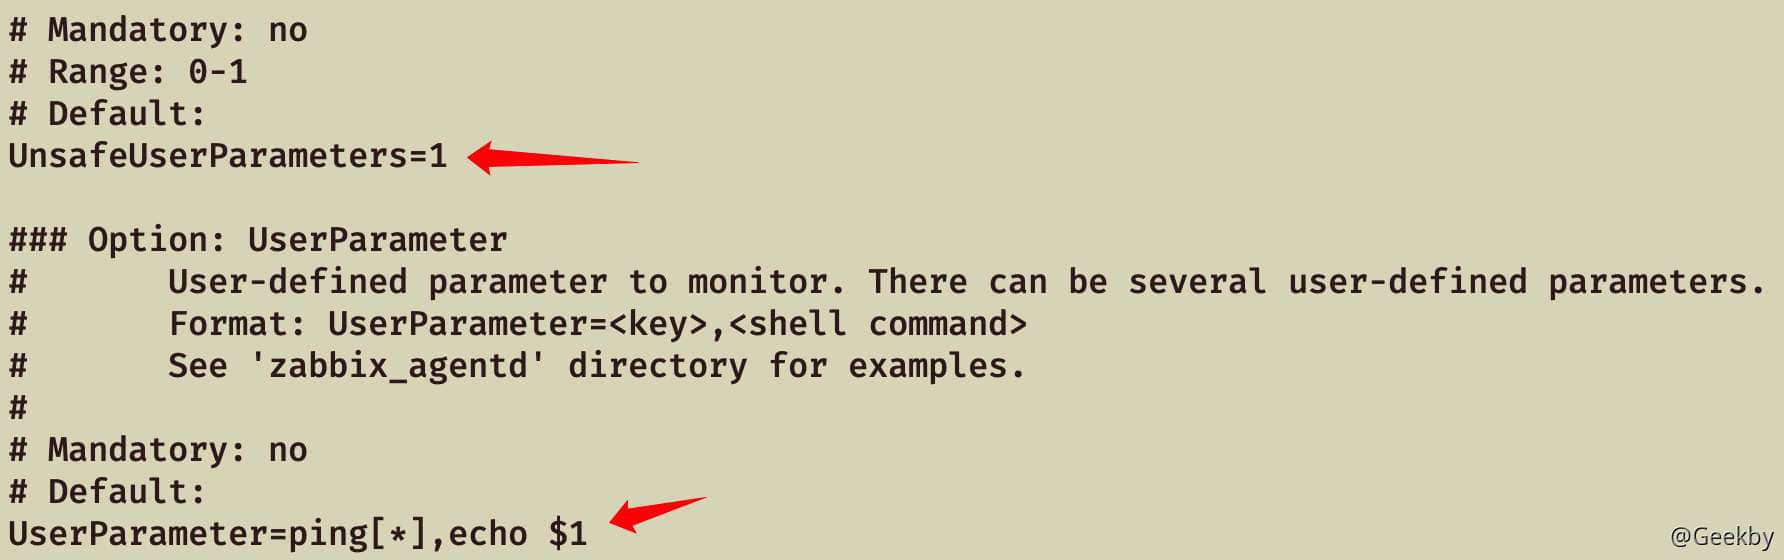 # Mandatory: no
# Range: 0-1
# Default:
UnsafeUserParameters=1
### Option: UserParameter
#       User-defined parameter to monitor. There can be several user-defined parameters.
#       Format: UserParameter=<key>,<shell command>
#       See 'zabbix_agentd' directory for examples.
#
# Mandatory: no
# Default:
UserParameter=ping[*],echo $1
@Geekby